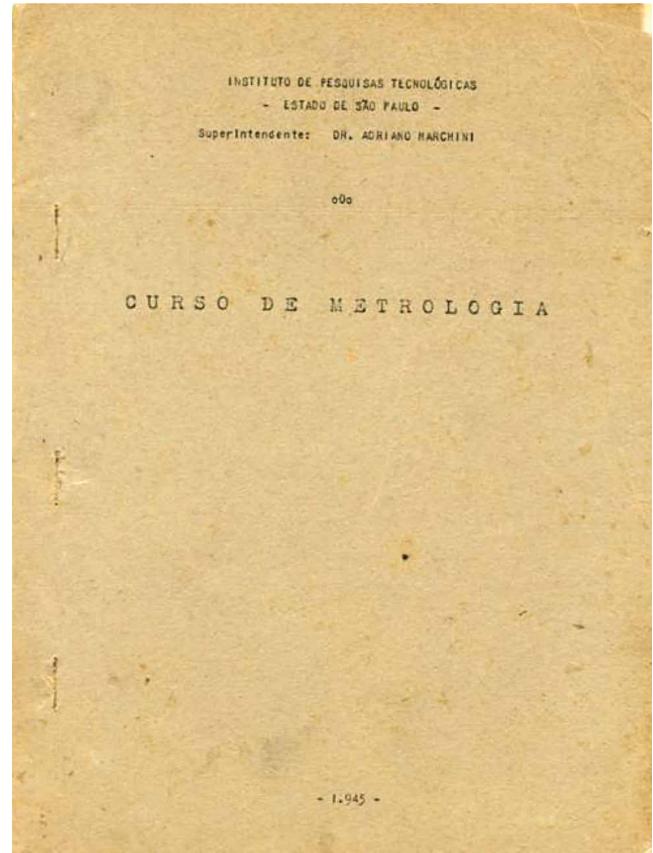 INSTITUTO DE PESQUISAS TECNOLÓGICAS
- ESTADO DE SÃO PAULO -
Superintendente: DR. ADRIANO MARCHINI
oOo
CURSO DE METROLOGIA
- 1.945 -